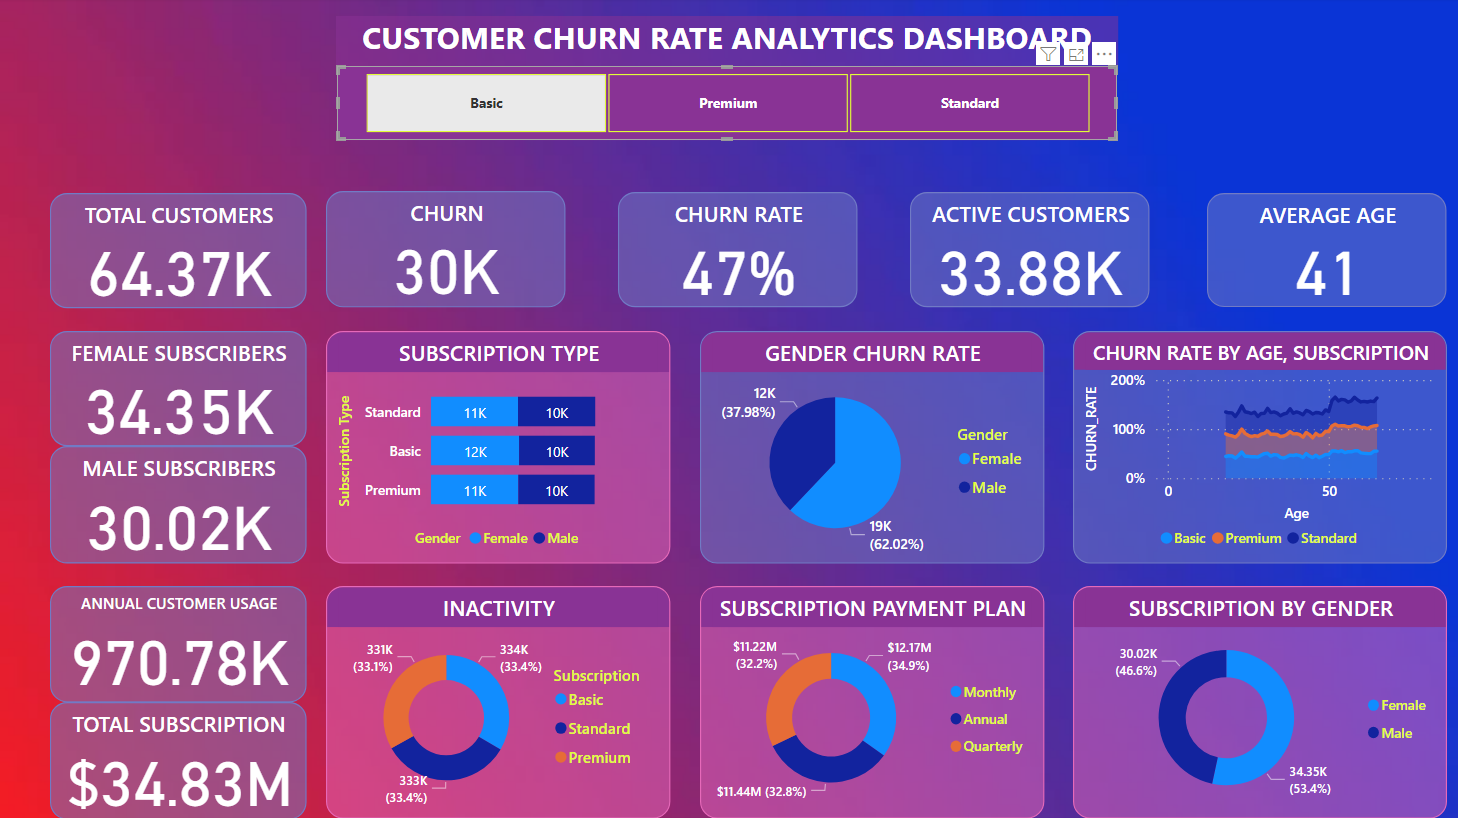 CUSTOMER CHURN RATE ANALYTICS DASHBOARD
Basic
Premium
Standard
TOTAL CUSTOMERS
64.37K
CHURN
30K
CHURN RATE
47%
ACTIVE CUSTOMERS
33.88K
AVERAGE AGE
41
FEMALE SUBSCRIBERS
34.35K
MALE SUBSCRIBERS
30.02K
SUBSCRIPTION TYPE
Subscription Type
Standard 11K 10K
Basic 12K 10K
Premium 11K 10K
Gender Female Male
GENDER CHURN RATE
12K
(37.98%)
19K
(62.02%)
Gender
Female
Male
CHURN RATE BY AGE, SUBSCRIPTION
CHURN_RATE
200%
100%
0%
0 50
Age
Basic Premium Standard
ANNUAL CUSTOMER USAGE
970.78K
TOTAL SUBSCRIPTION
$34.83M
INACTIVITY
331K
(33.1%)
334K
(33.4%)
333K
(33.4%)
Subscription
Basic
Standard
Premium
SUBSCRIPTION PAYMENT PLAN
$11.22M
(32.2%)
$12.17M
(34.9%)
$11.44M (32.8%)
Monthly
Annual
Quarterly
SUBSCRIPTION BY GENDER
30.02K
(46.6%)
34.35K
(53.4%)
Female
Male